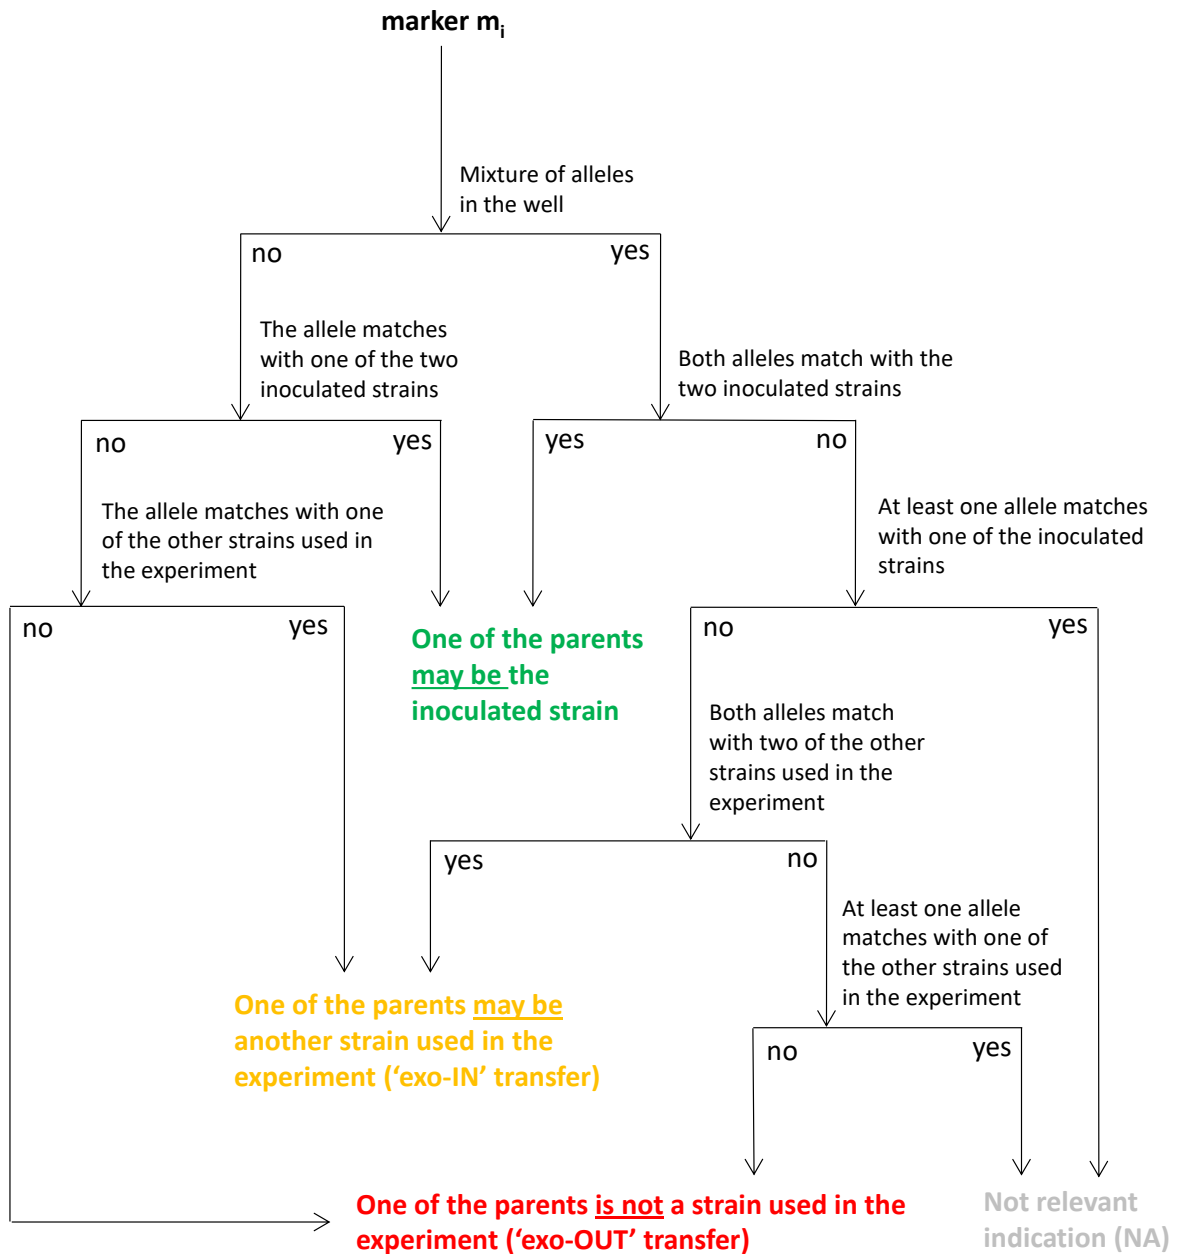 marker mi
Mixture of alleles
in the well
no
yes
The allele matches
with one of the two
inoculated strains
Both alleles match with the
two inoculated strains
no
yes
yes
no
The allele matches with one
of the other strains used in
the experiment
At least one allele matches
with one of the inoculated
strains
no
yes
One of the parents
may be the
inoculated strain
no
yes
Both alleles match
with two of the other
strains used in the
experiment
yes
no
At least one allele
matches with one of
the other strains used
in the experiment
One of the parents may be
another strain used in the
experiment (‘exo-IN’ transfer)
no
yes
One of the parents is not a strain used in the
experiment (‘exo-OUT’ transfer)
Not relevant
indication (NA)